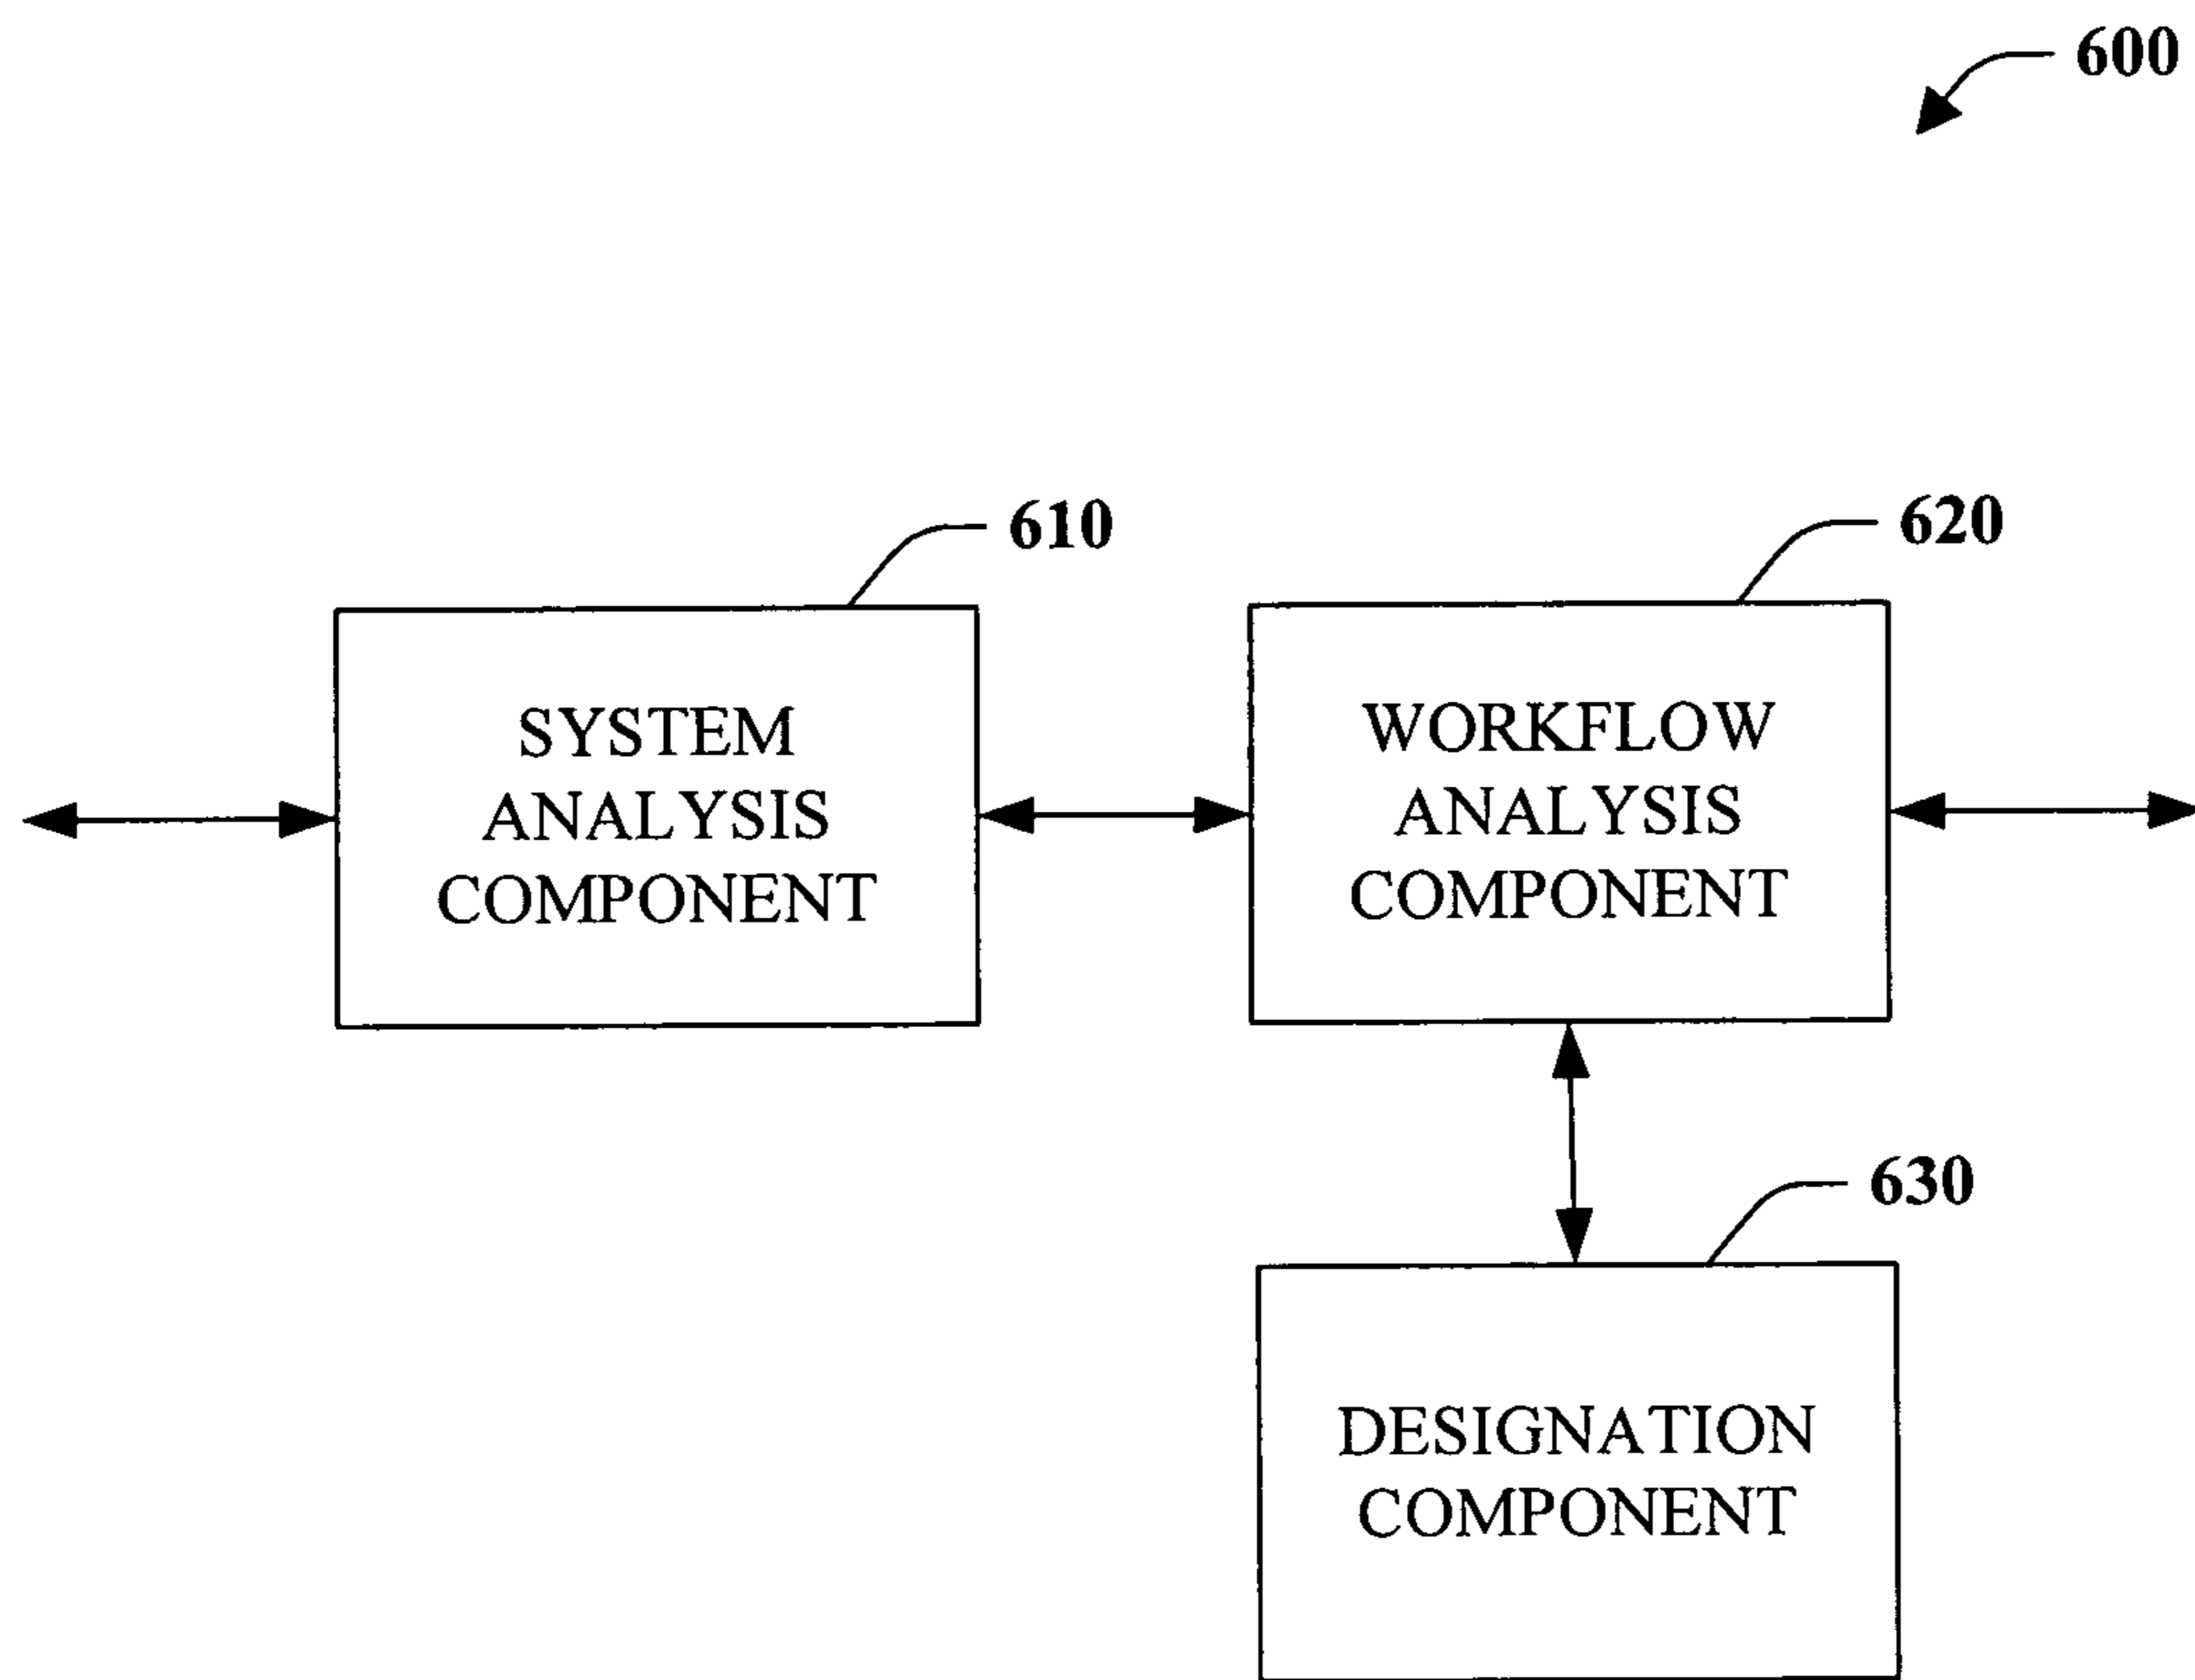 600
610
620
SYSTEM
ANALYSIS
COMPONENT
WORKFLOW
ANALYSIS
COMPONENT
630
DESIGNATION
COMPONENT